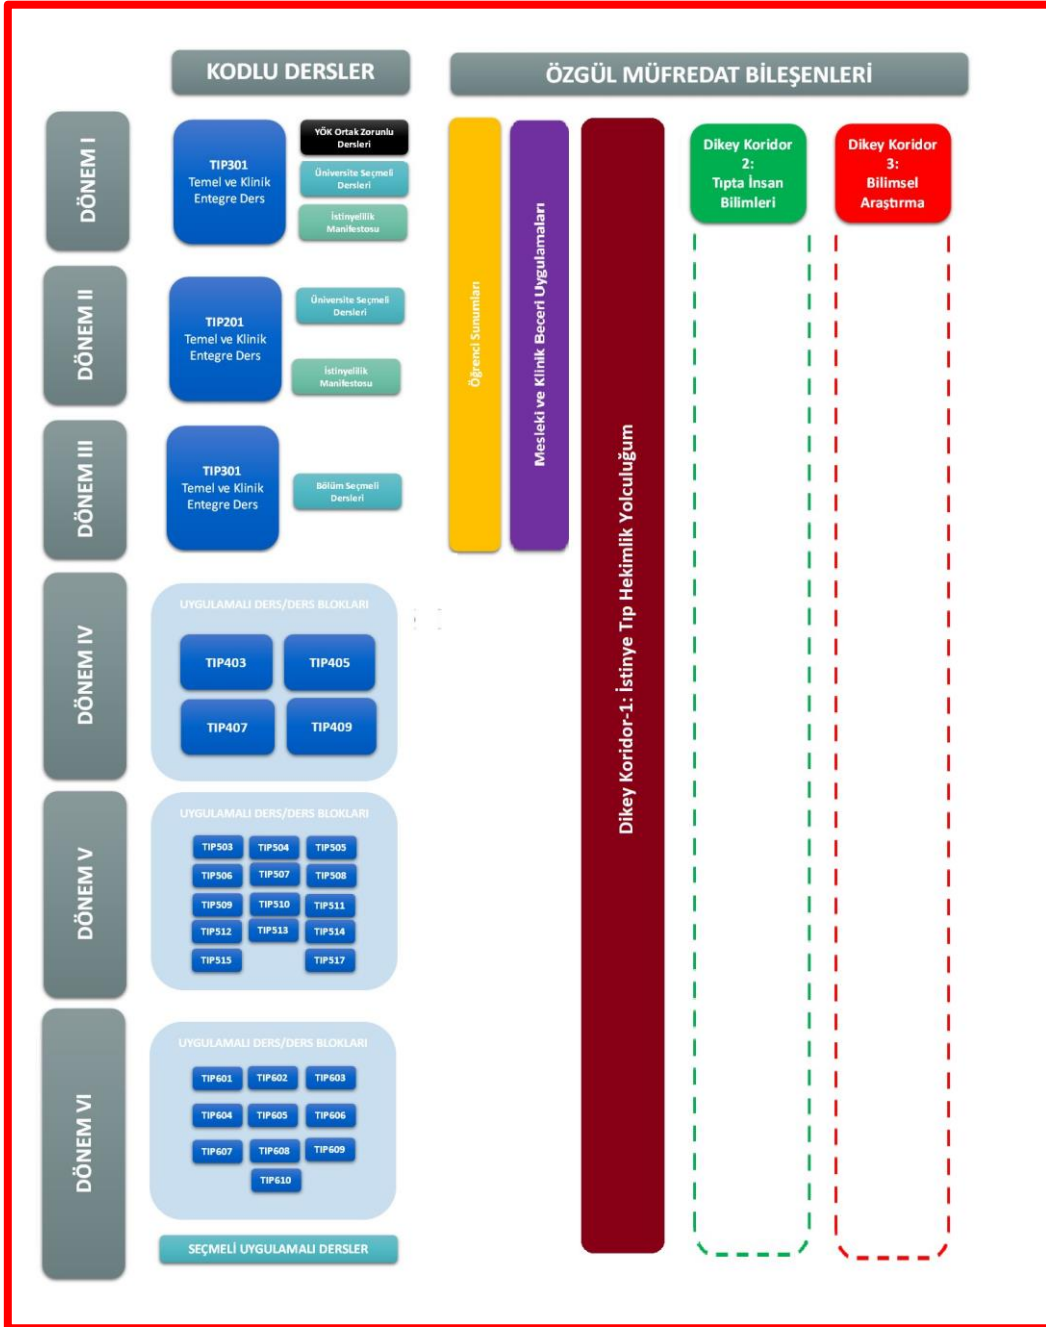 KODLU DERSLER
ÖZGÜL MÜFREDAT BİLEŞENLERİ
DÖNEM I
TIP301
Temel ve Klinik
Entegre Ders
YÖK Ortak Zorunlu
Dersleri
Üniversite Seçmeli
Dersleri
İstinyelilik
Manifestosu
DÖNEM II
TIP201
Temel ve Klinik
Entegre Ders
Üniversite Seçmeli
Dersleri
İstinyelilik
Manifestosu
DÖNEM III
TIP301
Temel ve Klinik
Entegre Ders
Bölüm Seçmeli
Dersleri
DÖNEM IV
UYGULAMALI DERS/DERS BLOKLARI
TIP403
TIP405
TIP407
TIP409
DÖNEM V
UYGULAMALI DERS/DERS BLOKLARI
TIP503
TIP504
TIP505
TIP506
TIP507
TIP508
TIP509
TIP510
TIP511
TIP512
TIP513
TIP514
TIP515
TIP517
DÖNEM VI
UYGULAMALI DERS/DERS BLOKLARI
TIP601
TIP602
TIP603
TIP604
TIP605
TIP606
TIP607
TIP608
TIP609
TIP610
SEÇMELİ UYGULAMALI DERSLER
Öğrenci Sunumları
Mesleki ve Klinik Beceri Uygulamaları
Dikey Koridor-1: İstinye Tıp Hekimlik Yolculuğum
Dikey Koridor
2:
Tıpta İnsan
Bilimleri
Dikey Koridor
3:
Bilimsel
Araştırma